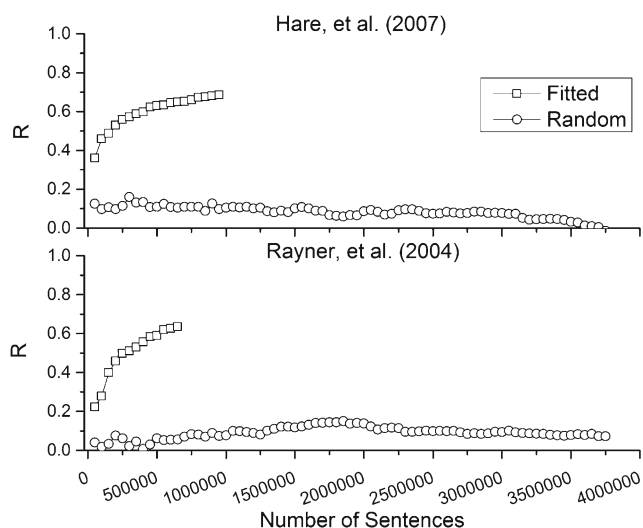 Hare, et al. (2007)
1.0
0.8
0.6
0.4
0.2
0.0
R
Fitted
Random
Rayner, et al. (2004)
1.0
0.8
0.6
0.4
0.2
0.0
R
0 500000 1000000 1500000 2000000 2500000 3000000 3500000 4000000
Number of Sentences